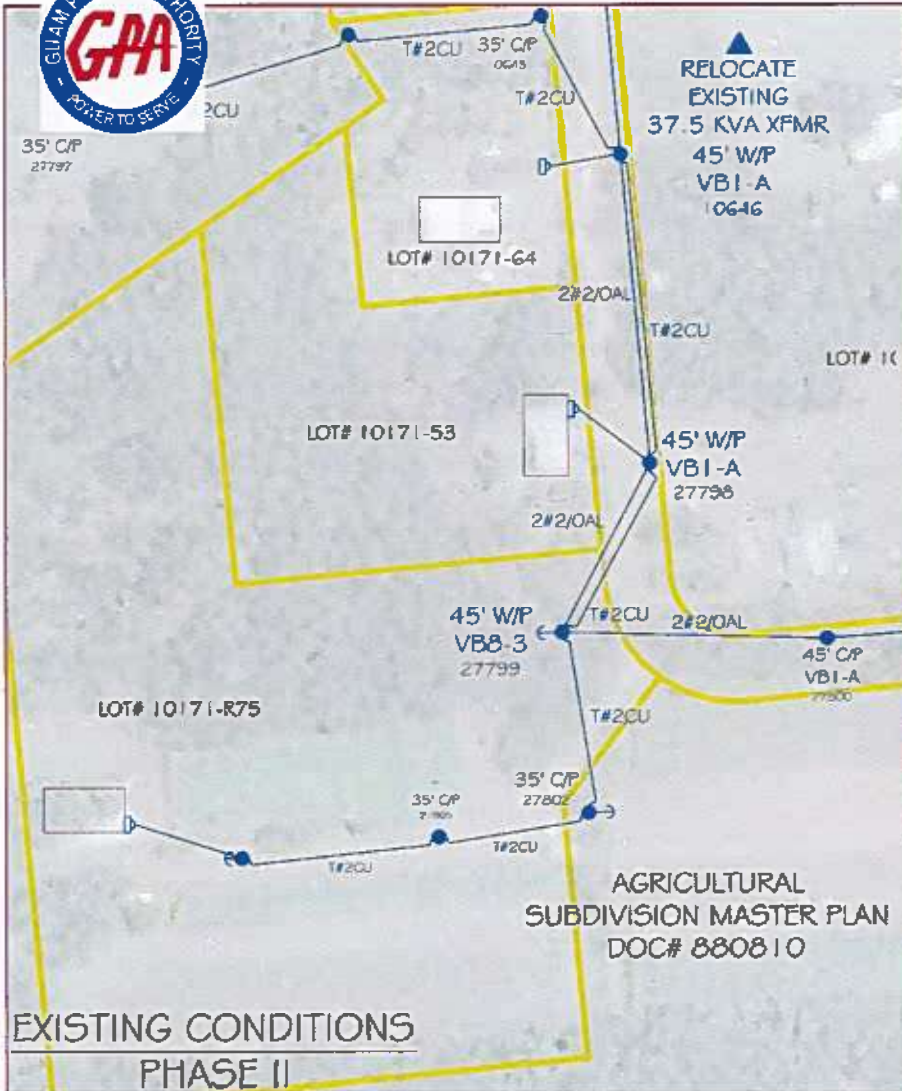 GPA
POWER TO SERVE
T#2CU
35' C/P
T#2CU
2CU
35' C/P
27797
RELOCATE
EXISTING
37.5 KVA XFMR
45' W/P
VB1-A
10646
LOT# 10171-64
2#2/OAL
T#2CU
LOT# 10171-53
45' W/P
VB1-A
27798
2#2/OAL
45' W/P
VB8-3
27799
T#2CU
2#2/OAL
45' C/P
VB1-A
LOT# 10171-R75
T#2CU
35' C/P
35' C/P
27802
T#2CU
T#2CU
AGRICULTURAL
SUBDIVISION MASTER PLAN
DOC# 880810
EXISTING CONDITIONS
PHASE II